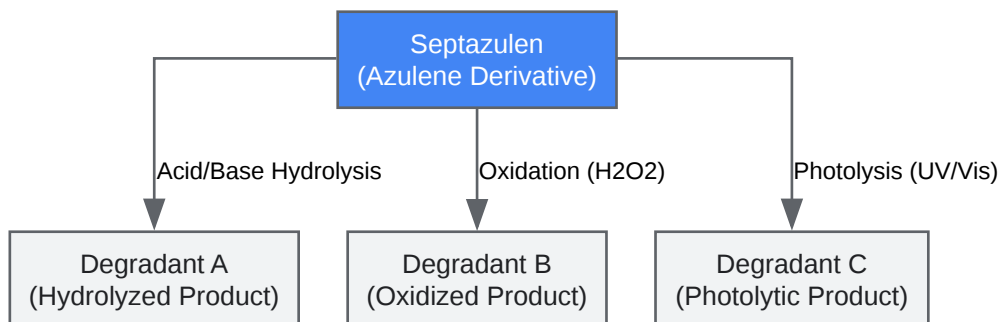 Septazulen
(Azulene Derivative)
Acid/Base Hydrolysis
Oxidation (H2O2)
Photolysis (UV/Vis)
Degradant A
(Hydrolyzed Product)
Degradant B
(Oxidized Product)
Degradant C
(Photolytic Product)